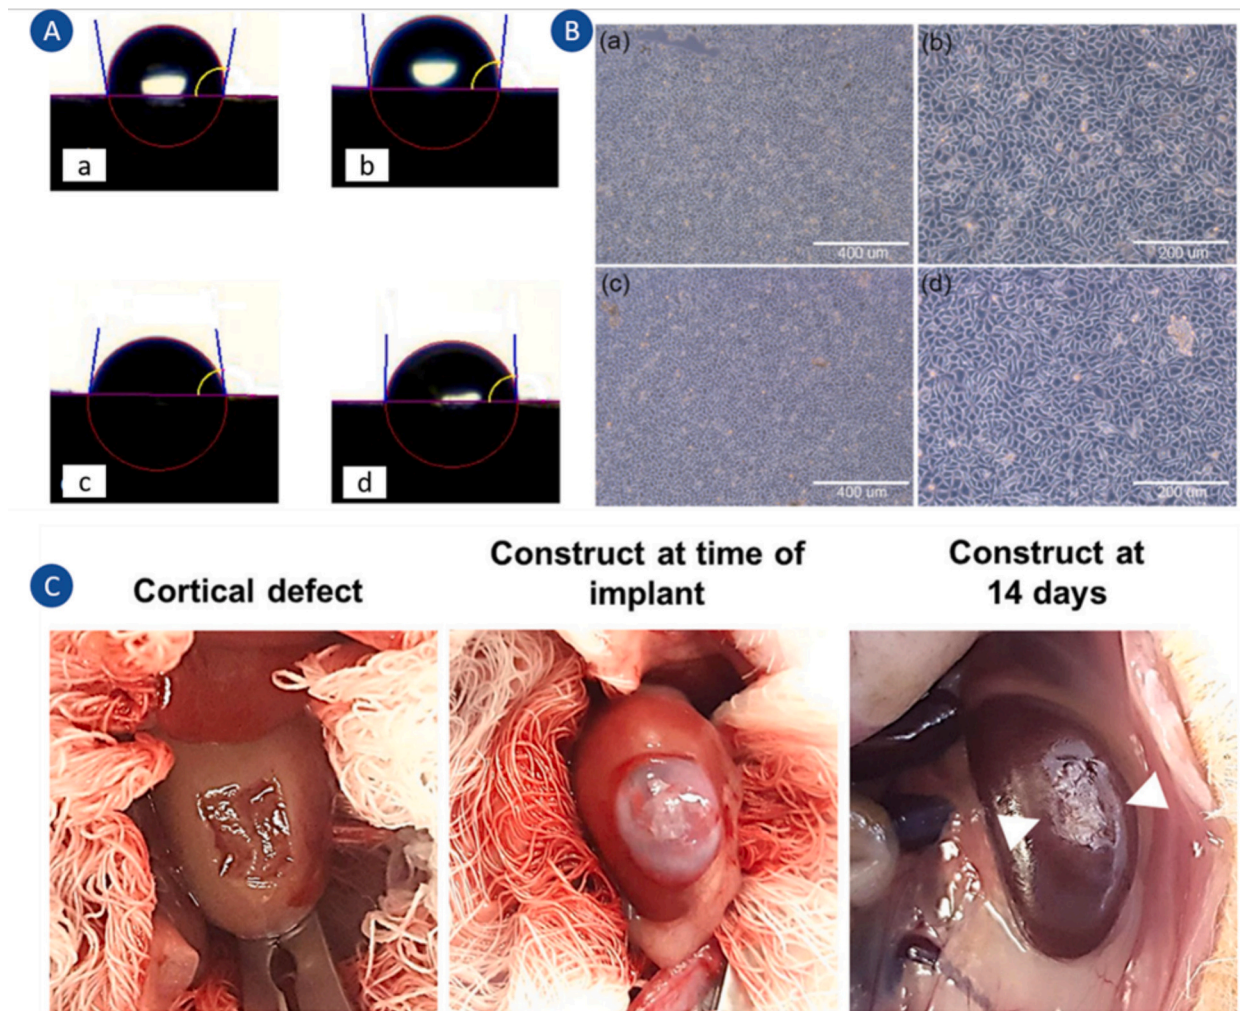 A
a
b
c
d
B
(a)
400 um
(b)
200 um
(c)
400 um
(d)
200 um
C
Cortical defect
Construct at time of
implant
Construct at
14 days